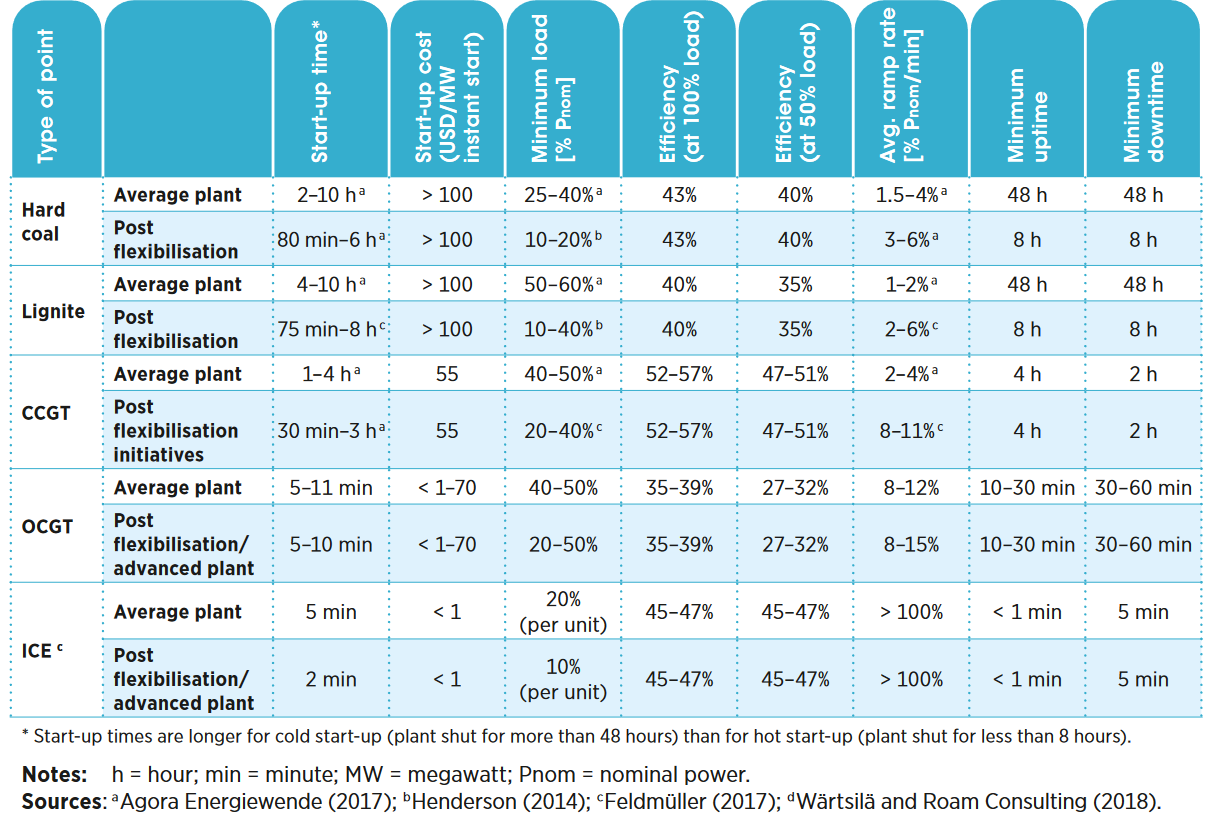 Type of point
Start-up time*
Start-up cost
(USD/MW
instant start)
Minimum load
[% Pnom]
Efficiency
(at 100% load)
Efficiency
(at 50% load)
Avg. ramp rate
[% Pnom/min]
Minimum
uptime
Minimum
downtime
Hard
coal
Average plant
2–10 h a
> 100
25–40% a
43%
40%
1.5–4% a
48 h
48 h
Post
flexibilisation
80 min–6 h a
> 100
10–20% b
43%
40%
3–6% a
8 h
8 h
Lignite
Average plant
4–10 h a
> 100
50–60% a
40%
35%
1–2% a
48 h
48 h
Post
flexibilisation
75 min–8 h c
> 100
10–40% b
40%
35%
2–6% c
8 h
8 h
CCGT
Average plant
1–4 h a
55
40–50% a
52–57%
47–51%
2–4% a
4 h
2 h
Post
flexibilisation
initiatives
30 min–3 h a
55
20–40% c
52–57%
47–51%
8–11% c
4 h
2 h
OCGT
Average plant
5–11 min
< 1–70
40–50%
35–39%
27–32%
8–12%
10–30 min
30–60 min
Post
flexibilisation/
advanced plant
5–10 min
< 1–70
20–50%
35–39%
27–32%
8–15%
10–30 min
30–60 min
ICE c
Average plant
5 min
< 1
20%
(per unit)
45–47%
45–47%
> 100%
< 1 min
5 min
Post
flexibilisation/
advanced plant
2 min
< 1
10%
(per unit)
45–47%
45–47%
> 100%
< 1 min
5 min
* Start-up times are longer for cold start-up (plant shut for more than 48 hours) than for hot start-up (plant shut for less than 8 hours).
Notes: h = hour; min = minute; MW = megawatt; Pnom = nominal power.
Sources: a Agora Energiewende (2017); b Henderson (2014); c Feldmüller (2017); d Wärtsilä and Roam Consulting (2018).